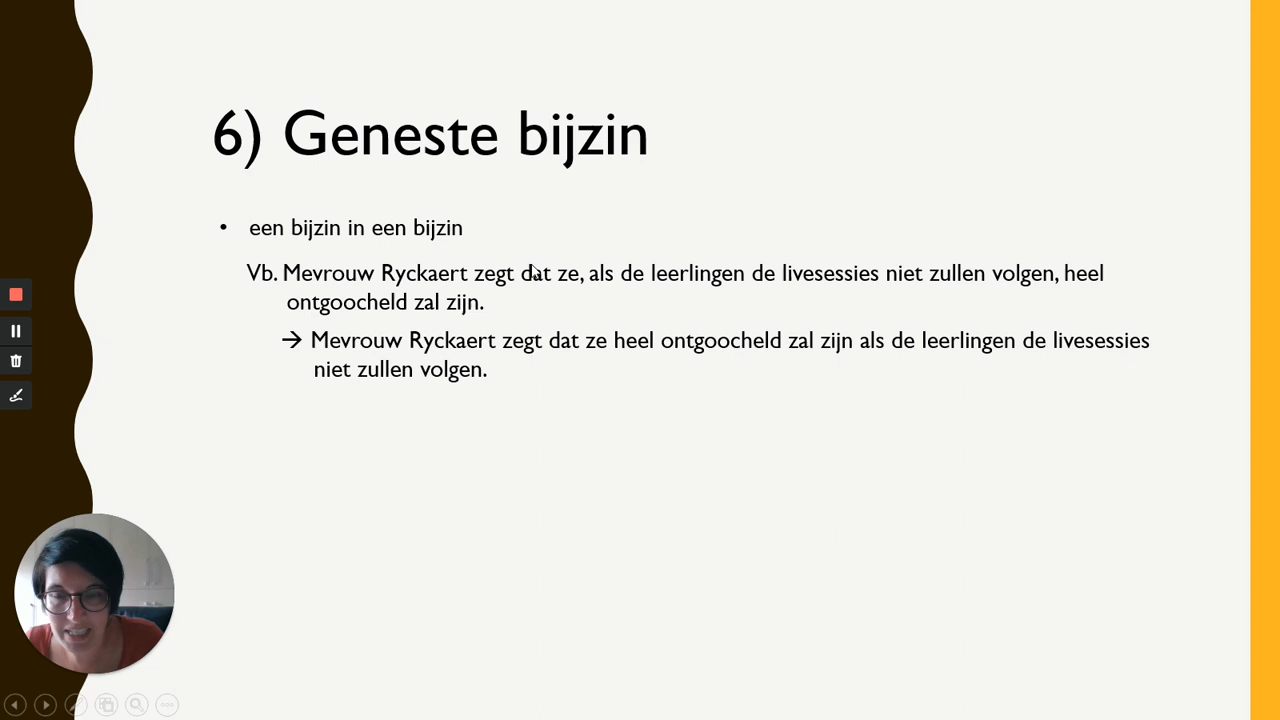 6) Geneste bijzin
• een bijzin in een bijzin
Vb. Mevrouw Ryckaert zegt dat ze, als de leerlingen de livesessies niet zullen volgen, heel
ontgoocheld zal zijn.
→ Mevrouw Ryckaert zegt dat ze heel ontgoocheld zal zijn als de leerlingen de livesessies
niet zullen volgen.